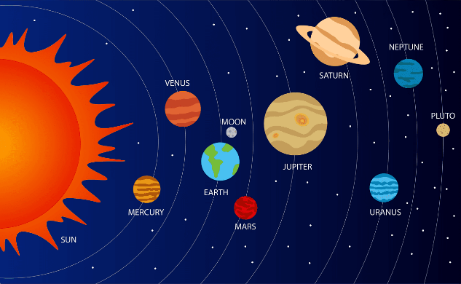 NEPTUNE
SATURN
VENUS
PLUTO
MOON
JUPITER
EARTH
MERCURY
URANUS
MARS
SUN